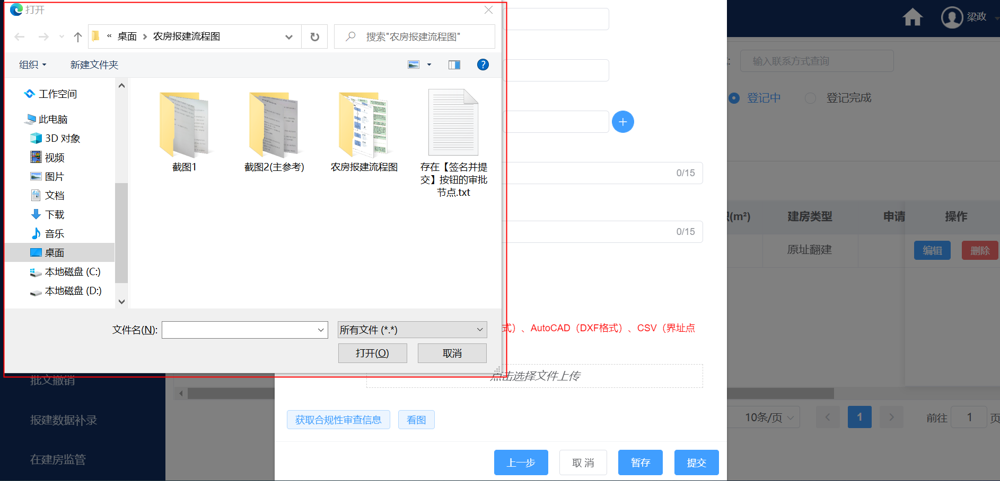 打开
« 桌面 > 农房报建流程图
搜索"农房报建流程图"
组织
新建文件夹
工作空间
此电脑
3D 对象
视频
图片
文档
下载
音乐
桌面
本地磁盘 (C:)
本地磁盘 (D:)
截图1
截图2(主参考)
农房报建流程图
存在【签名并提
交】按钮的审批
节点.txt
文件名(N):
所有文件 (*.*)
打开(O)
取消
梁政
输入联系方式查询
登记中
登记完成
0/15
0/15
(m²)
建房类型
申请
操作
原址翻建
编辑
删除
式）、AutoCAD（DXF格式）、CSV（界址点
点击选择文件上传
获取合规性审查信息
看图
批文撤销
报建数据补录
在建房监管
10条/页
1
前往
1
页
上一步
取 消
暂存
提交